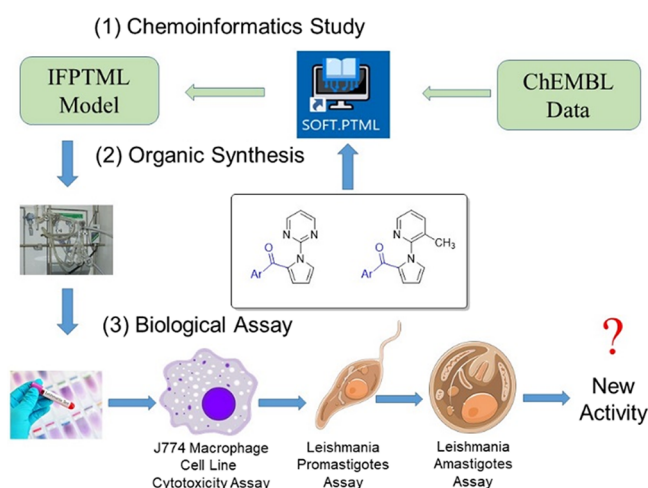 (1) Chemoinformatics Study
IFPTML
Model
SOFT.PTML
ChEMBL
Data
(2) Organic Synthesis
N
N
N
O
Ar
N
N
CH3
O
Ar
(3) Biological Assay
?
New
Activity
J774 Macrophage
Cell Line
Cytotoxicity Assay
Leishmania
Promastigotes
Assay
Leishmania
Amastigotes
Assay